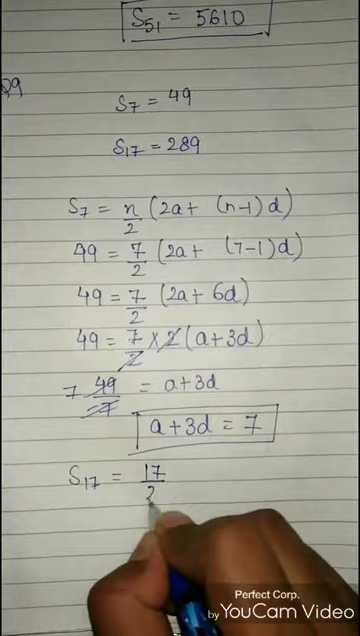 S₅₁ = 5610
Q9
S₇ = 49
S₁₇ = 289
S₇ = n/2 (2a + (n-1)d)
49 = 7/2 (2a + (7-1)d)
49 = 7/2 (2a + 6d)
49 = 7/2 × 2 (a+3d)
7 49/7 = a+3d
a+3d = 7
S₁₇ = 17/2
Perfect Corp.
by YouCam Video